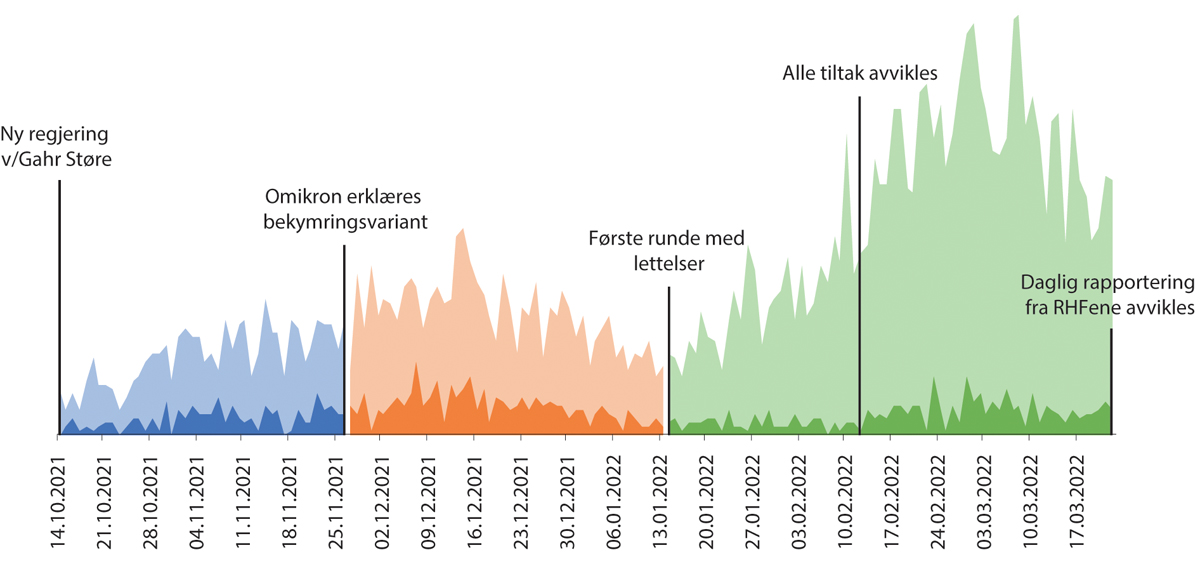 Alle tiltak avvikles
Ny regjering
v/Gahr Støre
Omikron erklæres
bekymringsvariant
Første runde med
lettelser
Daglig rapportering
fra RHFene avvikles
14.10.2021
21.10.2021
28.10.2021
04.11.2021
11.11.2021
18.11.2021
25.11.2021
02.12.2021
09.12.2021
16.12.2021
23.12.2021
30.12.2021
06.01.2022
13.01.2022
20.01.2022
27.01.2022
03.02.2022
10.02.2022
17.02.2022
24.02.2022
03.03.2022
10.03.2022
17.03.2022